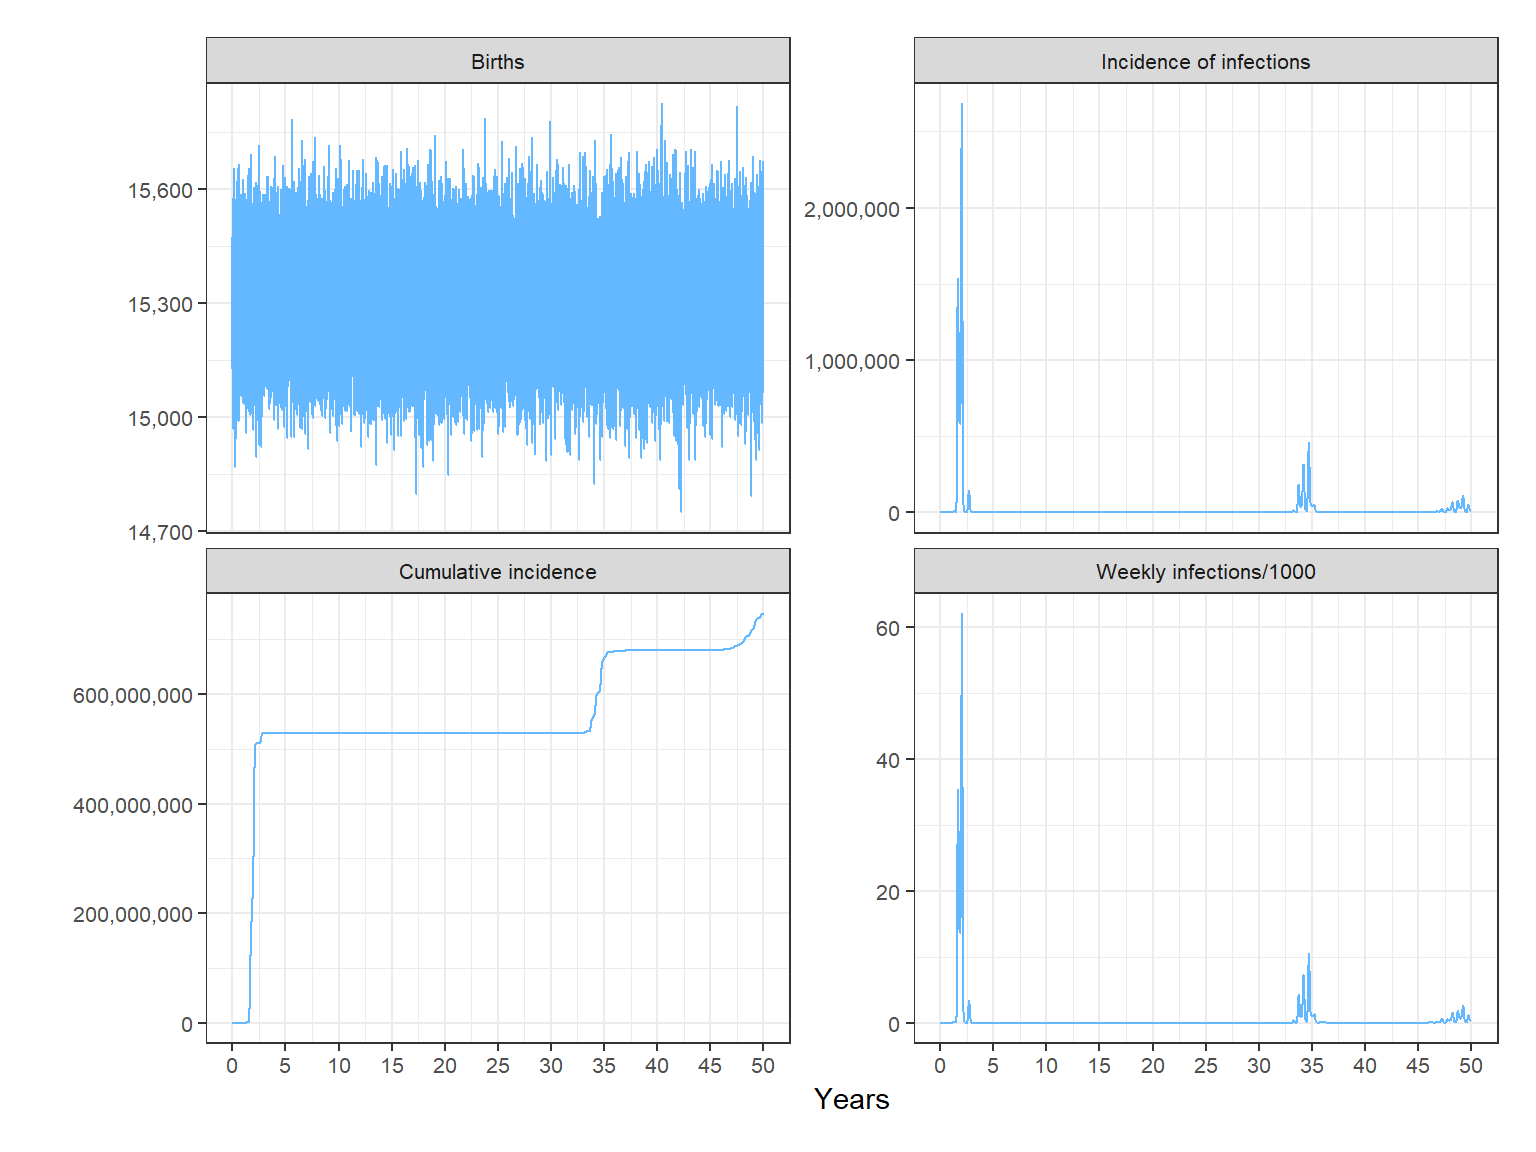 Births
Incidence of infections
15,600
15,300
15,000
14,700
2,000,000
1,000,000
0
Cumulative incidence
Weekly infections/1000
600,000,000
400,000,000
200,000,000
0
60
40
20
0
0 5 10 15 20 25 30 35 40 45 50
0 5 10 15 20 25 30 35 40 45 50
Years